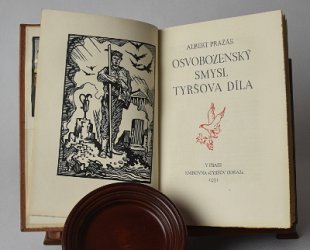 ALBERT PRAŽÁK
OSVOBOZENSKÝ
SMYSL
TYRŠOVA DÍLA
V PRAZE